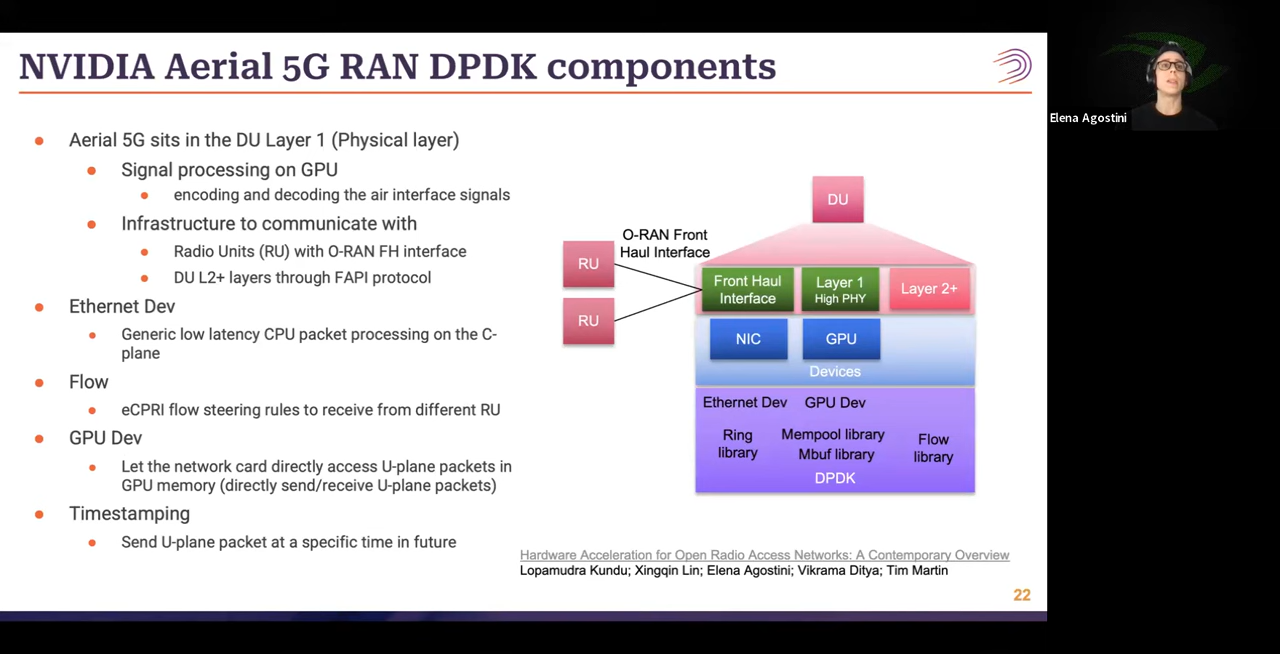 NVIDIA Aerial 5G RAN DPDK components
Elena Agostini
Aerial 5G sits in the DU Layer 1 (Physical layer)
Signal processing on GPU
encoding and decoding the air interface signals
Infrastructure to communicate with
Radio Units (RU) with O-RAN FH interface
DU L2+ layers through FAPI protocol
Ethernet Dev
Generic low latency CPU packet processing on the C-
plane
Flow
eCPRI flow steering rules to receive from different RU
GPU Dev
Let the network card directly access U-plane packets in
GPU memory (directly send/receive U-plane packets)
Timestamping
Send U-plane packet at a specific time in future
DU
O-RAN Front
Haul Interface
RU
RU
Front Haul
Interface
Layer 1
High PHY
Layer 2+
NIC
GPU
Devices
Ethernet Dev
GPU Dev
Ring
library
Mempool library
Mbuf library
Flow
library
DPDK
Hardware Acceleration for Open Radio Access Networks: A Contemporary Overview
Lopamudra Kundu; Xingqin Lin; Elena Agostini; Vikrama Ditya; Tim Martin
22